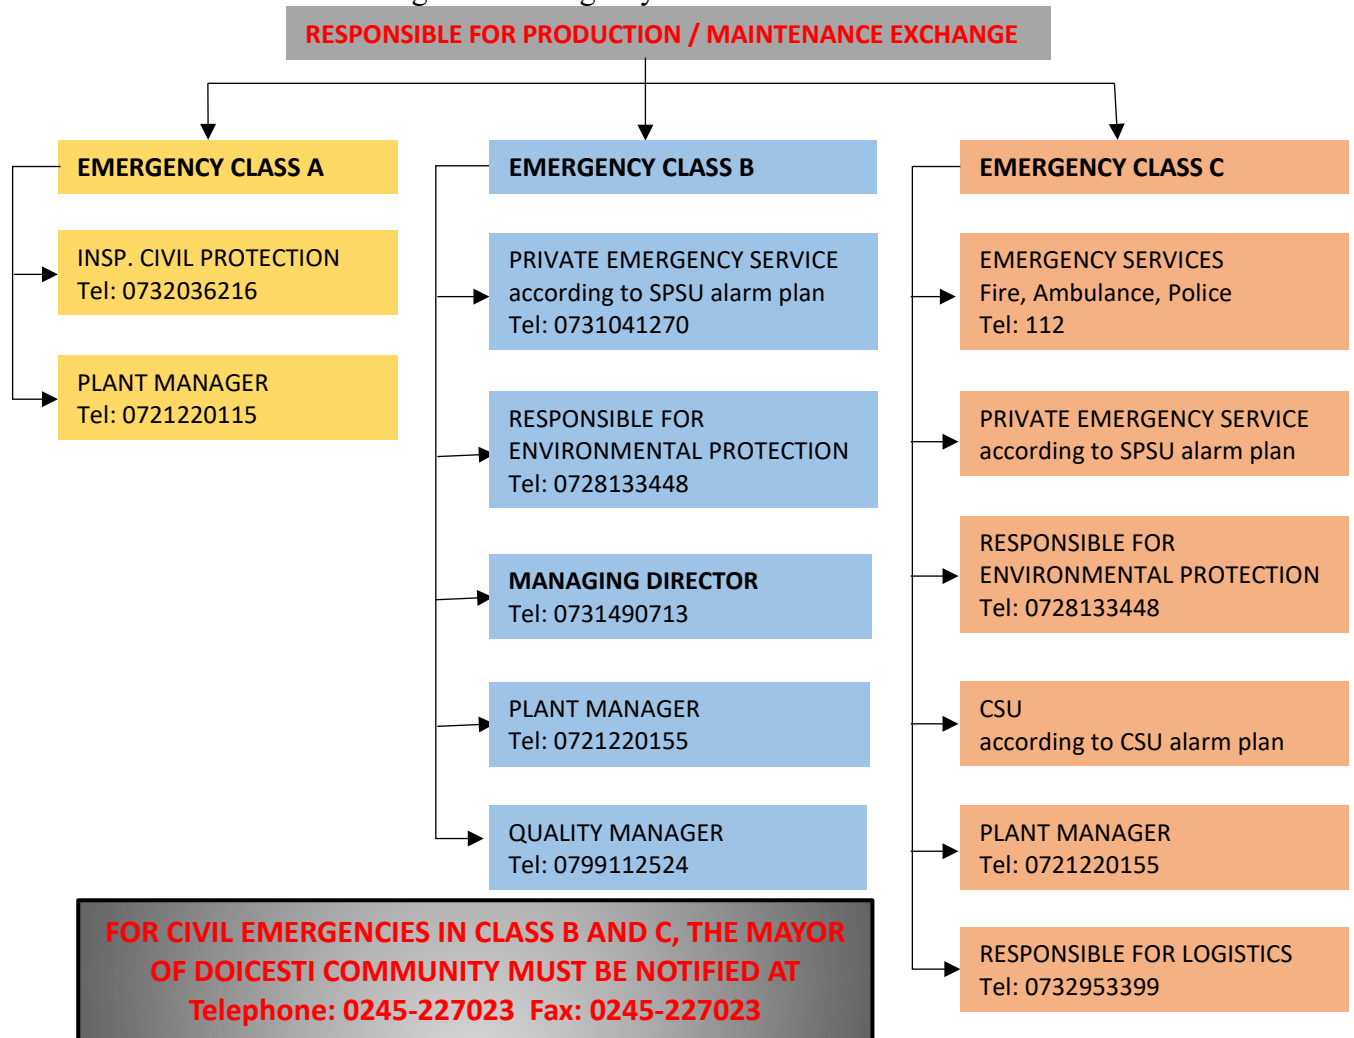 RESPONSIBLE FOR PRODUCTION / MAINTENANCE EXCHANGE
EMERGENCY CLASS A
INSP. CIVIL PROTECTION
Tel: 0732036216
PLANT MANAGER
Tel: 0721220115
EMERGENCY CLASS B
PRIVATE EMERGENCY SERVICE
according to SPSU alarm plan
Tel: 0731041270
RESPONSIBLE FOR
ENVIRONMENTAL PROTECTION
Tel: 0728133448
MANAGING DIRECTOR
Tel: 0731490713
PLANT MANAGER
Tel: 0721220155
QUALITY MANAGER
Tel: 0799112524
EMERGENCY CLASS C
EMERGENCY SERVICES
Fire, Ambulance, Police
Tel: 112
PRIVATE EMERGENCY SERVICE
according to SPSU alarm plan
RESPONSIBLE FOR
ENVIRONMENTAL PROTECTION
Tel: 0728133448
CSU
according to CSU alarm plan
PLANT MANAGER
Tel: 0721220155
RESPONSIBLE FOR LOGISTICS
Tel: 0732953399
FOR CIVIL EMERGENCIES IN CLASS B AND C, THE MAYOR
OF DOICESTI COMMUNITY MUST BE NOTIFIED AT
Telephone: 0245-227023 Fax: 0245-227023